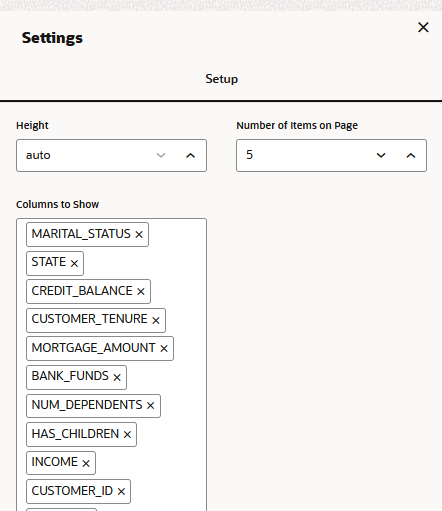 Settings
Setup
Height
Number of Items on Page
auto
5
Columns to Show
MARITAL_STATUS
STATE
CREDIT_BALANCE
CUSTOMER_TENURE
MORTGAGE_AMOUNT
BANK_FUNDS
NUM_DEPENDENTS
HAS_CHILDREN
INCOME
CUSTOMER_ID